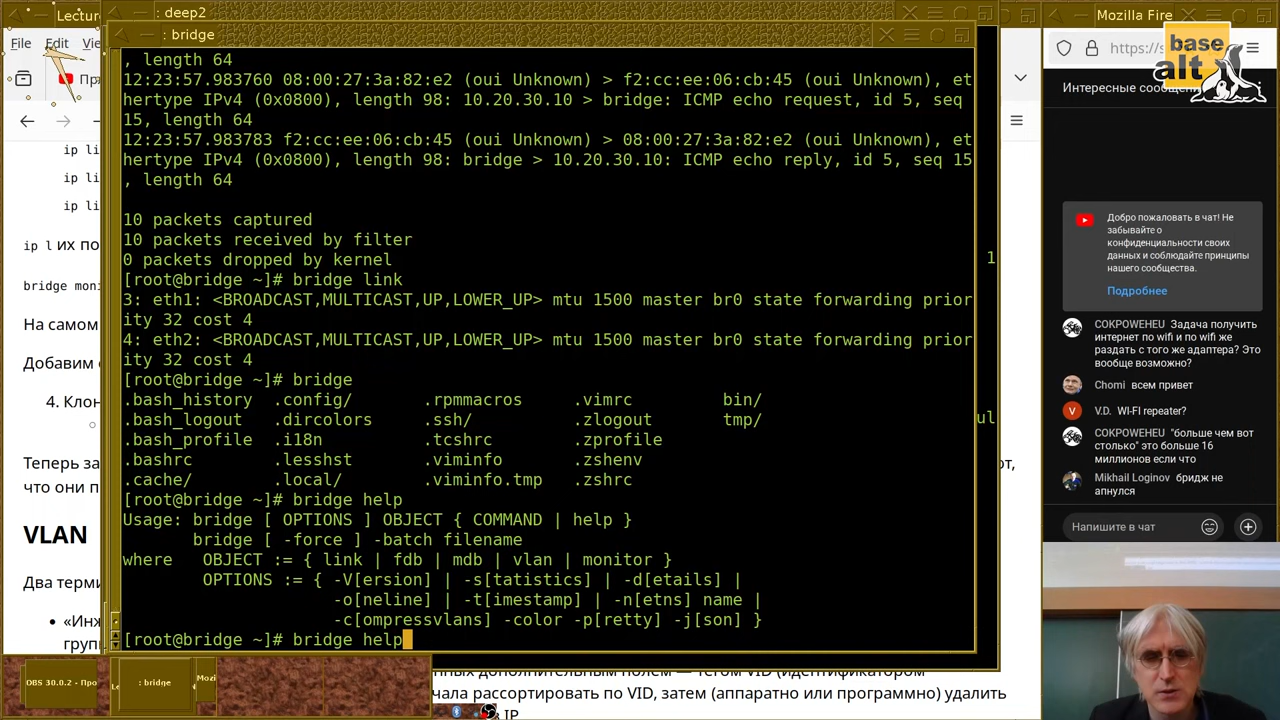 Lecture
: deep2
Mozilla Fire
File Edit Vie
: bridge
Пр
https://s
base
alt
Интересные сообщени
, length 64
12:23:57.983760 08:00:27:3a:82:e2 (oui Unknown) > f2:cc:ee:06:cb:45 (oui Unknown), et
hertype IPv4 (0x0800), length 98: 10.20.30.10 > bridge: ICMP echo request, id 5, seq
15, length 64
12:23:57.983783 f2:cc:ee:06:cb:45 (oui Unknown) > 08:00:27:3a:82:e2 (oui Unknown), et
hertype IPv4 (0x0800), length 98: bridge > 10.20.30.10: ICMP echo reply, id 5, seq 15
, length 64
10 packets captured
10 packets received by filter
0 packets dropped by kernel
[root@bridge ~]# bridge link
3: eth1: <BROADCAST,MULTICAST,UP,LOWER_UP> mtu 1500 master br0 state forwarding prior
ity 32 cost 4
4: eth2: <BROADCAST,MULTICAST,UP,LOWER_UP> mtu 1500 master br0 state forwarding prior
ity 32 cost 4
[root@bridge ~]# bridge
.bash_history .config/ .rpmmacros .vimrc bin/
.bash_logout .dircolors .ssh/ .zlogout tmp/
.bash_profile .i18n .tcshrc .zprofile
.bashrc .lesshst .viminfo .zshenv
.cache/ .local/ .viminfo.tmp .zshrc
[root@bridge ~]# bridge help
Usage: bridge [ OPTIONS ] OBJECT { COMMAND | help }
bridge [ -force ] -batch filename
where OBJECT := { link | fdb | mdb | vlan | monitor }
OPTIONS := { -V[ersion] | -s[tatistics] | -d[etails] |
-o[neline] | -t[imestamp] | -n[etns] name |
-c[ompressvlans] -color -p[retty] -j[son] }
[root@bridge ~]# bridge help
ip li
ip li
ip li
ip l их по
bridge moni
На самом
Добавим
4. Клон
Теперь за
что они п
VLAN
Два терми
• «Инж
груп
1
ul
от,
чала рассортировать по VID, затем (аппаратно или программно) удалить
в IP
Добро пожаловать в чат! Не
забывайте о
конфиденциальности своих
данных и соблюдайте принципы
нашего сообщества.
Подробнее
COKPOWEHEU Задача получить
интернет по wifi и по wifi же
раздать с того же адаптера? Это
вообще возможно?
Chomi всем привет
V
V.D. WI-FI repeater?
COKPOWEHEU "больше чем вот
столько" это больше 16
миллионов если что
Mikhail Loginov бридж не
апнулся
Напишите в чат
OBS 30.0.2 - Про
: bridge
Mozi